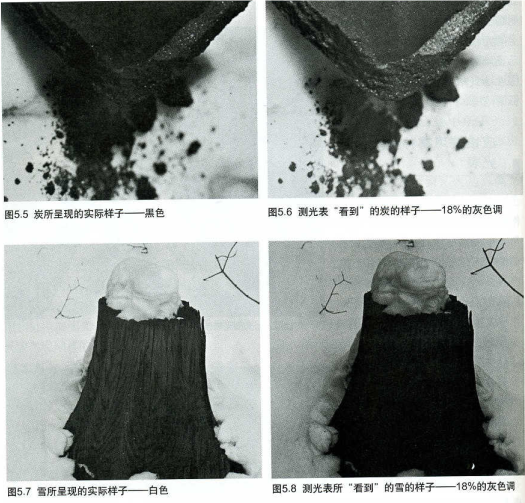 图5.5 炭所呈现的实际样子——黑色
图5.6 测光表“看到”的炭的样子——18%的灰色调
图5.7 雪所呈现的实际样子——白色
图5.8 测光表所“看到”的雪的样子——18%的灰色调